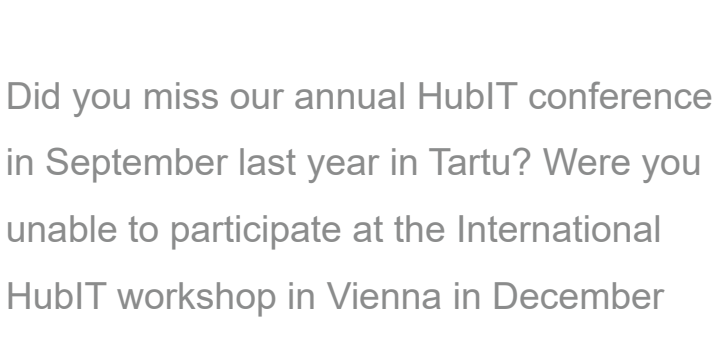 Did you miss our annual HubIT conference
in September last year in Tartu? Were you
unable to participate at the International
HubIT workshop in Vienna in December